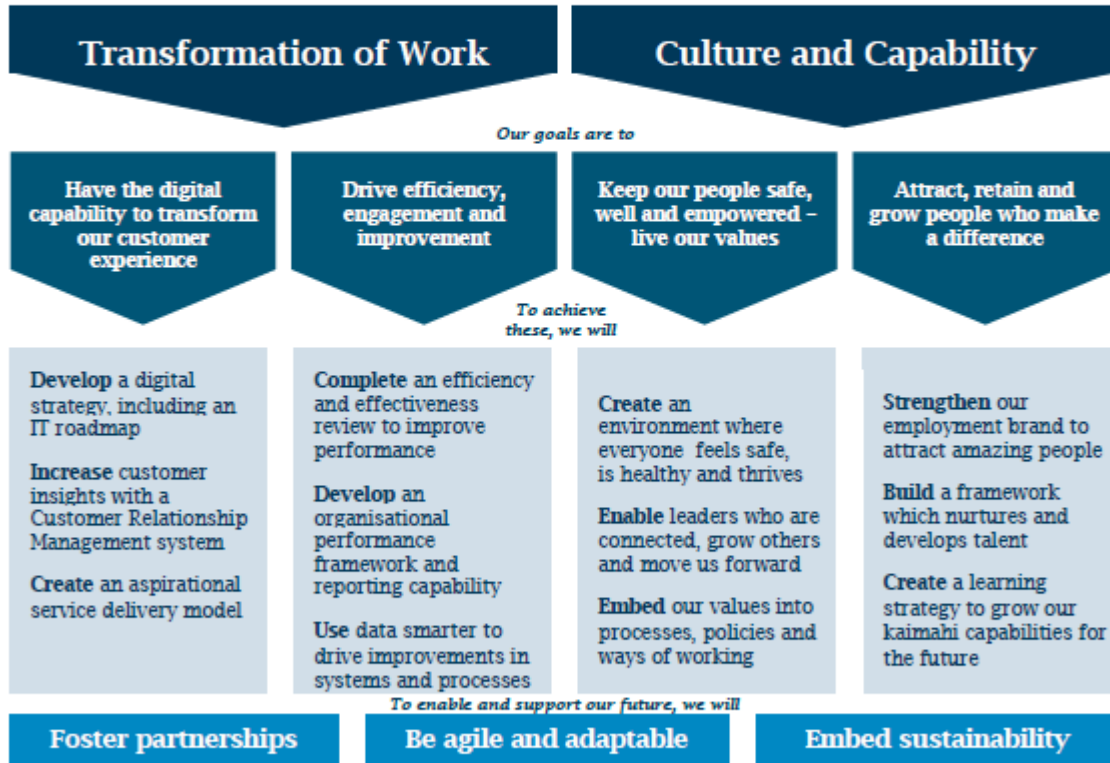 Transformation of Work
Culture and Capability
Our goals are to
Have the digital
capability to transform
our customer
experience
Drive efficiency,
engagement and
improvement
Keep our people safe,
well and empowered –
live our values
Attract, retain and
grow people who make
a difference
To achieve
these, we will
Develop a digital
strategy, including an
IT roadmap
Increase customer
insights with a
Customer Relationship
Management system
Create an aspirational
service delivery model
Complete an efficiency
and effectiveness
review to improve
performance
Develop an
organisational
performance
framework and
reporting capability
Use data smarter to
drive improvements in
systems and processes
Create an
environment where
everyone feels safe,
is healthy and thrives
Enable leaders who are
connected, grow others
and move us forward
Embed our values into
processes, policies and
ways of working
Strengthen our
employment brand to
attract amazing people
Build a framework
which nurtures and
develops talent
Create a learning
strategy to grow our
kaimahi capabilities for
the future
To enable and support our future, we will
Foster partnerships
Be agile and adaptable
Embed sustainability